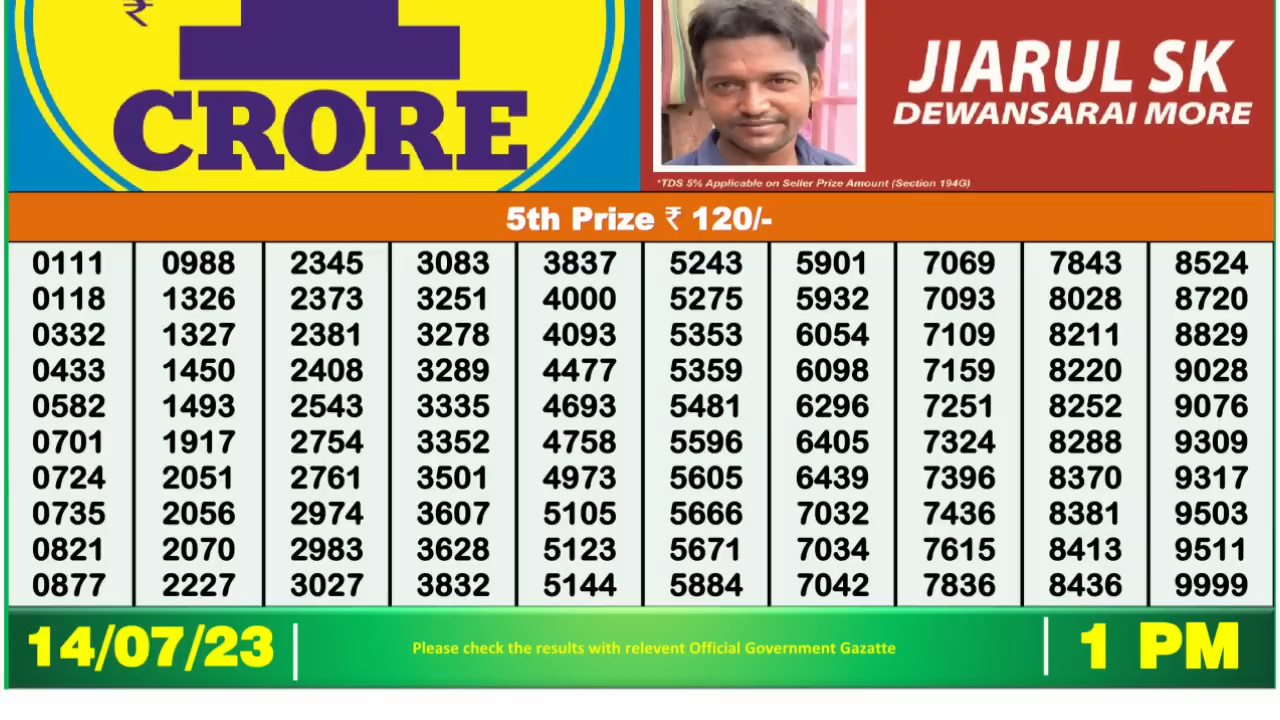 ₹
1
CRORE
JIARUL SK
DEWANSARAI MORE
*TDS 5% Applicable on Seller Prize Amount (Section 194G)
5th Prize ₹ 120/-
0111 0988 2345 3083 3837 5243 5901 7069 7843 8524
0118 1326 2373 3251 4000 5275 5932 7093 8028 8720
0332 1327 2381 3278 4093 5353 6054 7109 8211 8829
0433 1450 2408 3289 4477 5359 6098 7159 8220 9028
0582 1493 2543 3335 4693 5481 6296 7251 8252 9076
0701 1917 2754 3352 4758 5596 6405 7324 8288 9309
0724 2051 2761 3501 4973 5605 6439 7396 8370 9317
0735 2056 2974 3607 5105 5666 7032 7436 8381 9503
0821 2070 2983 3628 5123 5671 7034 7615 8413 9511
0877 2227 3027 3832 5144 5884 7042 7836 8436 9999
14/07/23 Please check the results with relevent Official Government Gazatte 1 PM